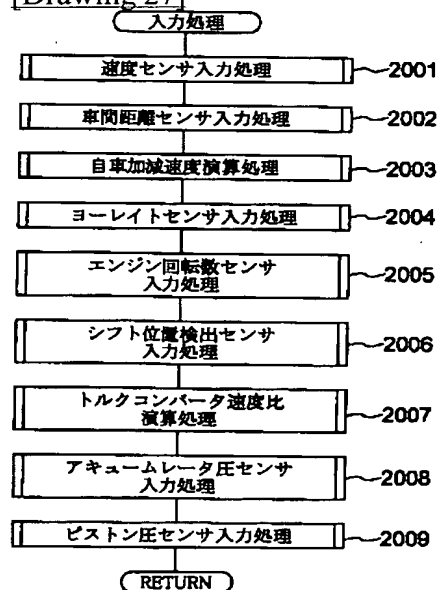 [Drawing 27]
入力処理
速度センサ入力処理 2001
車間距離センサ入力処理 2002
自車加減速度演算処理 2003
ヨーレイトセンサ入力処理 2004
エンジン回転数センサ
入力処理 2005
シフト位置検出センサ
入力処理 2006
トルクコンバータ速度比
演算処理 2007
アキュームレータ圧センサ
入力処理 2008
ピストン圧センサ入力処理 2009
RETURN